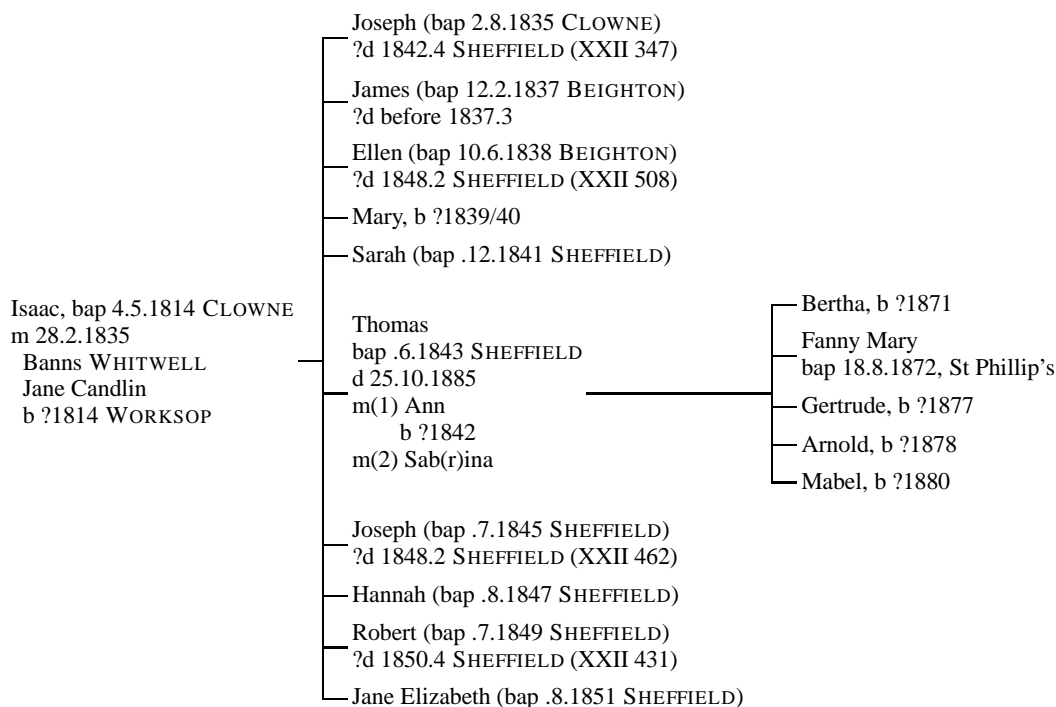 Joseph (bap 2.8.1835 CLOWNE)
?d 1842.4 SHEFFIELD (XXII 347)
James (bap 12.2.1837 BEIGHTON)
?d before 1837.3
Ellen (bap 10.6.1838 BEIGHTON)
?d 1848.2 SHEFFIELD (XXII 508)
Mary, b ?1839/40
Sarah (bap .12.1841 SHEFFIELD)
Isaac, bap 4.5.1814 CLOWNE
m 28.2.1835
Banns WHITWELL
Jane Candlin
b ?1814 WORKSOP
Thomas
bap .6.1843 SHEFFIELD
d 25.10.1885
m(1) Ann
b ?1842
m(2) Sab(r)ina
Bertha, b ?1871
Fanny Mary
bap 18.8.1872, St Phillip's
Gertrude, b ?1877
Arnold, b ?1878
Mabel, b ?1880
Joseph (bap .7.1845 SHEFFIELD)
?d 1848.2 SHEFFIELD (XXII 462)
Hannah (bap .8.1847 SHEFFIELD)
Robert (bap .7.1849 SHEFFIELD)
?d 1850.4 SHEFFIELD (XXII 431)
Jane Elizabeth (bap .8.1851 SHEFFIELD)